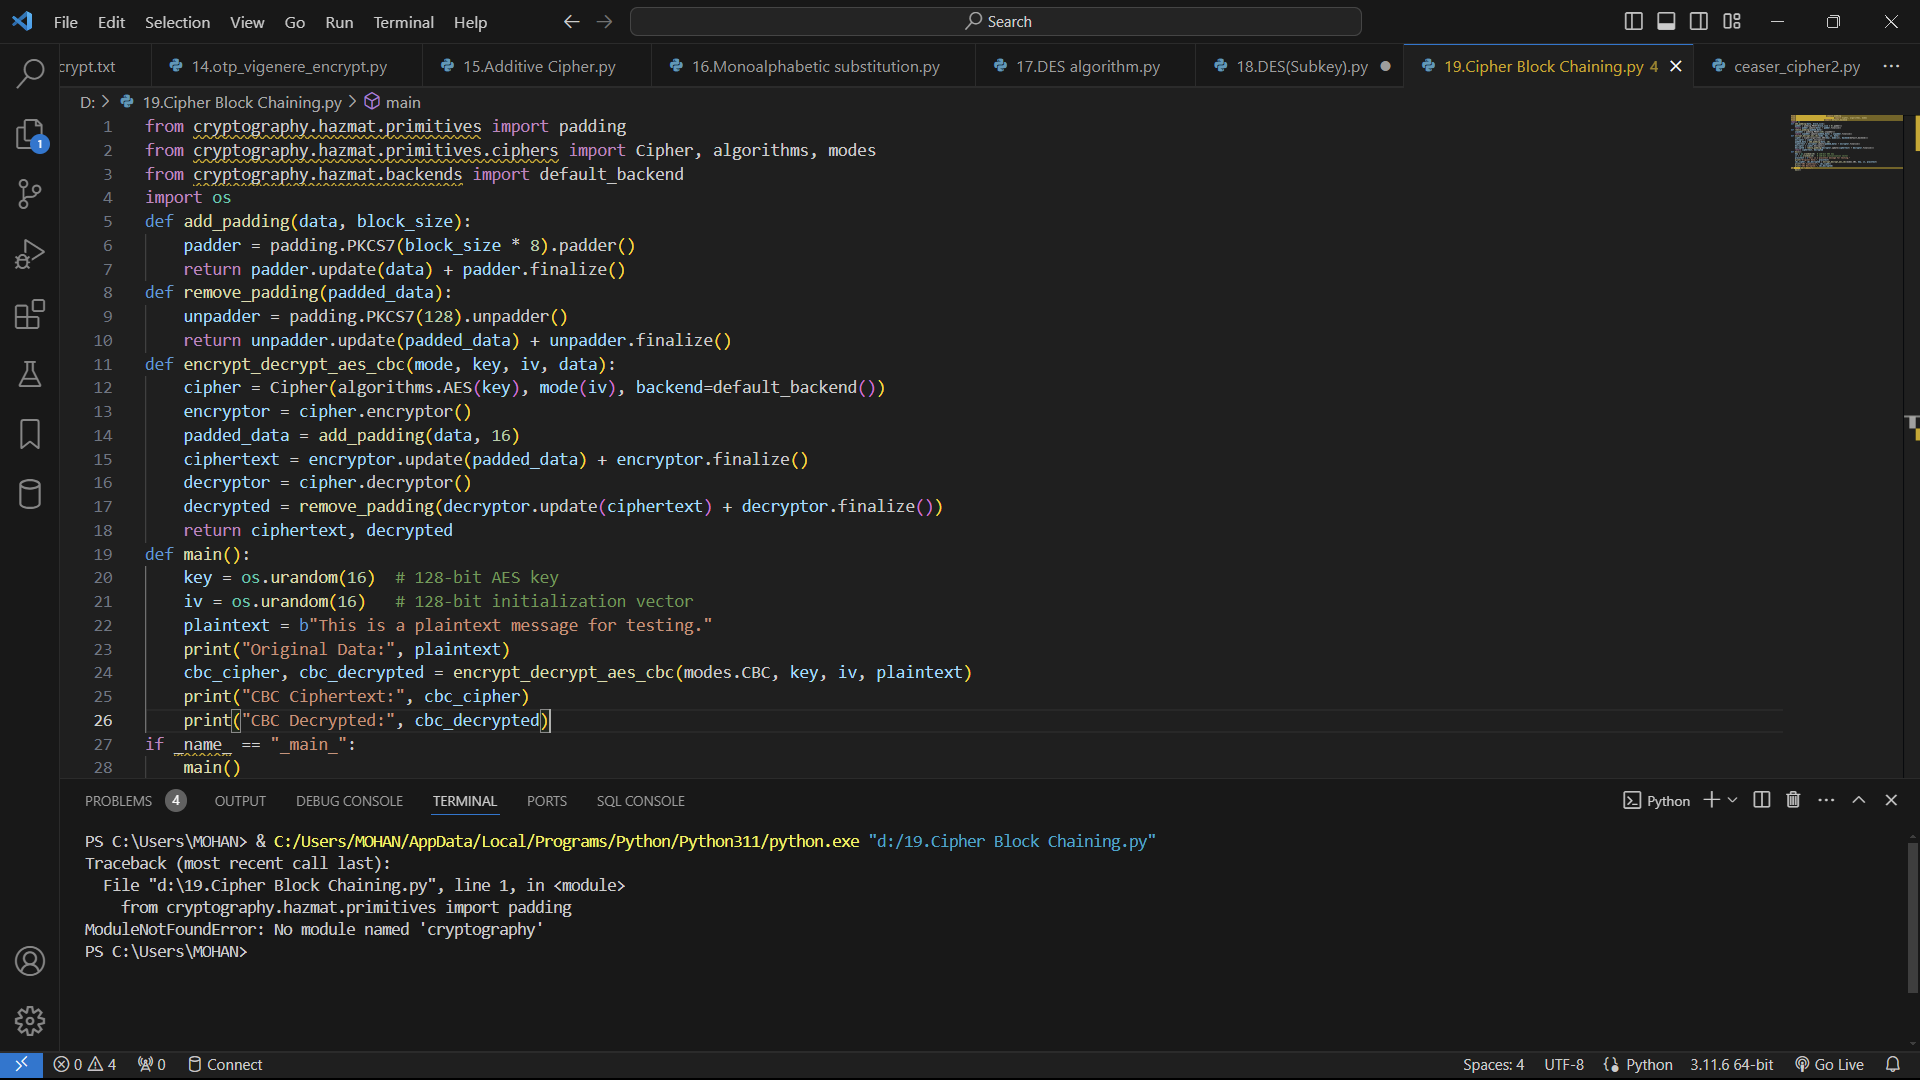 File Edit Selection View Go Run Terminal Help
Search
crypt.txt 14.otp_vigenere_encrypt.py 15.Additive Cipher.py 16.Monoalphabetic substitution.py 17.DES algorithm.py 18.DES(Subkey).py 19.Cipher Block Chaining.py 4 ceaser_cipher2.py
D: > 19.Cipher Block Chaining.py > main
1 from cryptography.hazmat.primitives import padding
2 from cryptography.hazmat.primitives.ciphers import Cipher, algorithms, modes
3 from cryptography.hazmat.backends import default_backend
4 import os
5 def add_padding(data, block_size):
6     padder = padding.PKCS7(block_size * 8).padder()
7     return padder.update(data) + padder.finalize()
8 def remove_padding(padded_data):
9     unpadder = padding.PKCS7(128).unpadder()
10     return unpadder.update(padded_data) + unpadder.finalize()
11 def encrypt_decrypt_aes_cbc(mode, key, iv, data):
12     cipher = Cipher(algorithms.AES(key), mode(iv), backend=default_backend())
13     encryptor = cipher.encryptor()
14     padded_data = add_padding(data, 16)
15     ciphertext = encryptor.update(padded_data) + encryptor.finalize()
16     decryptor = cipher.decryptor()
17     decrypted = remove_padding(decryptor.update(ciphertext) + decryptor.finalize())
18     return ciphertext, decrypted
19 def main():
20     key = os.urandom(16)  # 128-bit AES key
21     iv = os.urandom(16)   # 128-bit initialization vector
22     plaintext = b"This is a plaintext message for testing."
23     print("Original Data:", plaintext)
24     cbc_cipher, cbc_decrypted = encrypt_decrypt_aes_cbc(modes.CBC, key, iv, plaintext)
25     print("CBC Ciphertext:", cbc_cipher)
26     print("CBC Decrypted:", cbc_decrypted)
27 if _name_ == "_main_":
28     main()
1
PROBLEMS 4 OUTPUT DEBUG CONSOLE TERMINAL PORTS SQL CONSOLE Python
PS C:\Users\MOHAN> & C:/Users/MOHAN/AppData/Local/Programs/Python/Python311/python.exe "d:/19.Cipher Block Chaining.py"
Traceback (most recent call last):
  File "d:\19.Cipher Block Chaining.py", line 1, in <module>
    from cryptography.hazmat.primitives import padding
ModuleNotFoundError: No module named 'cryptography'
PS C:\Users\MOHAN>
0 4 0 Connect Spaces: 4 UTF-8 Python 3.11.6 64-bit Go Live